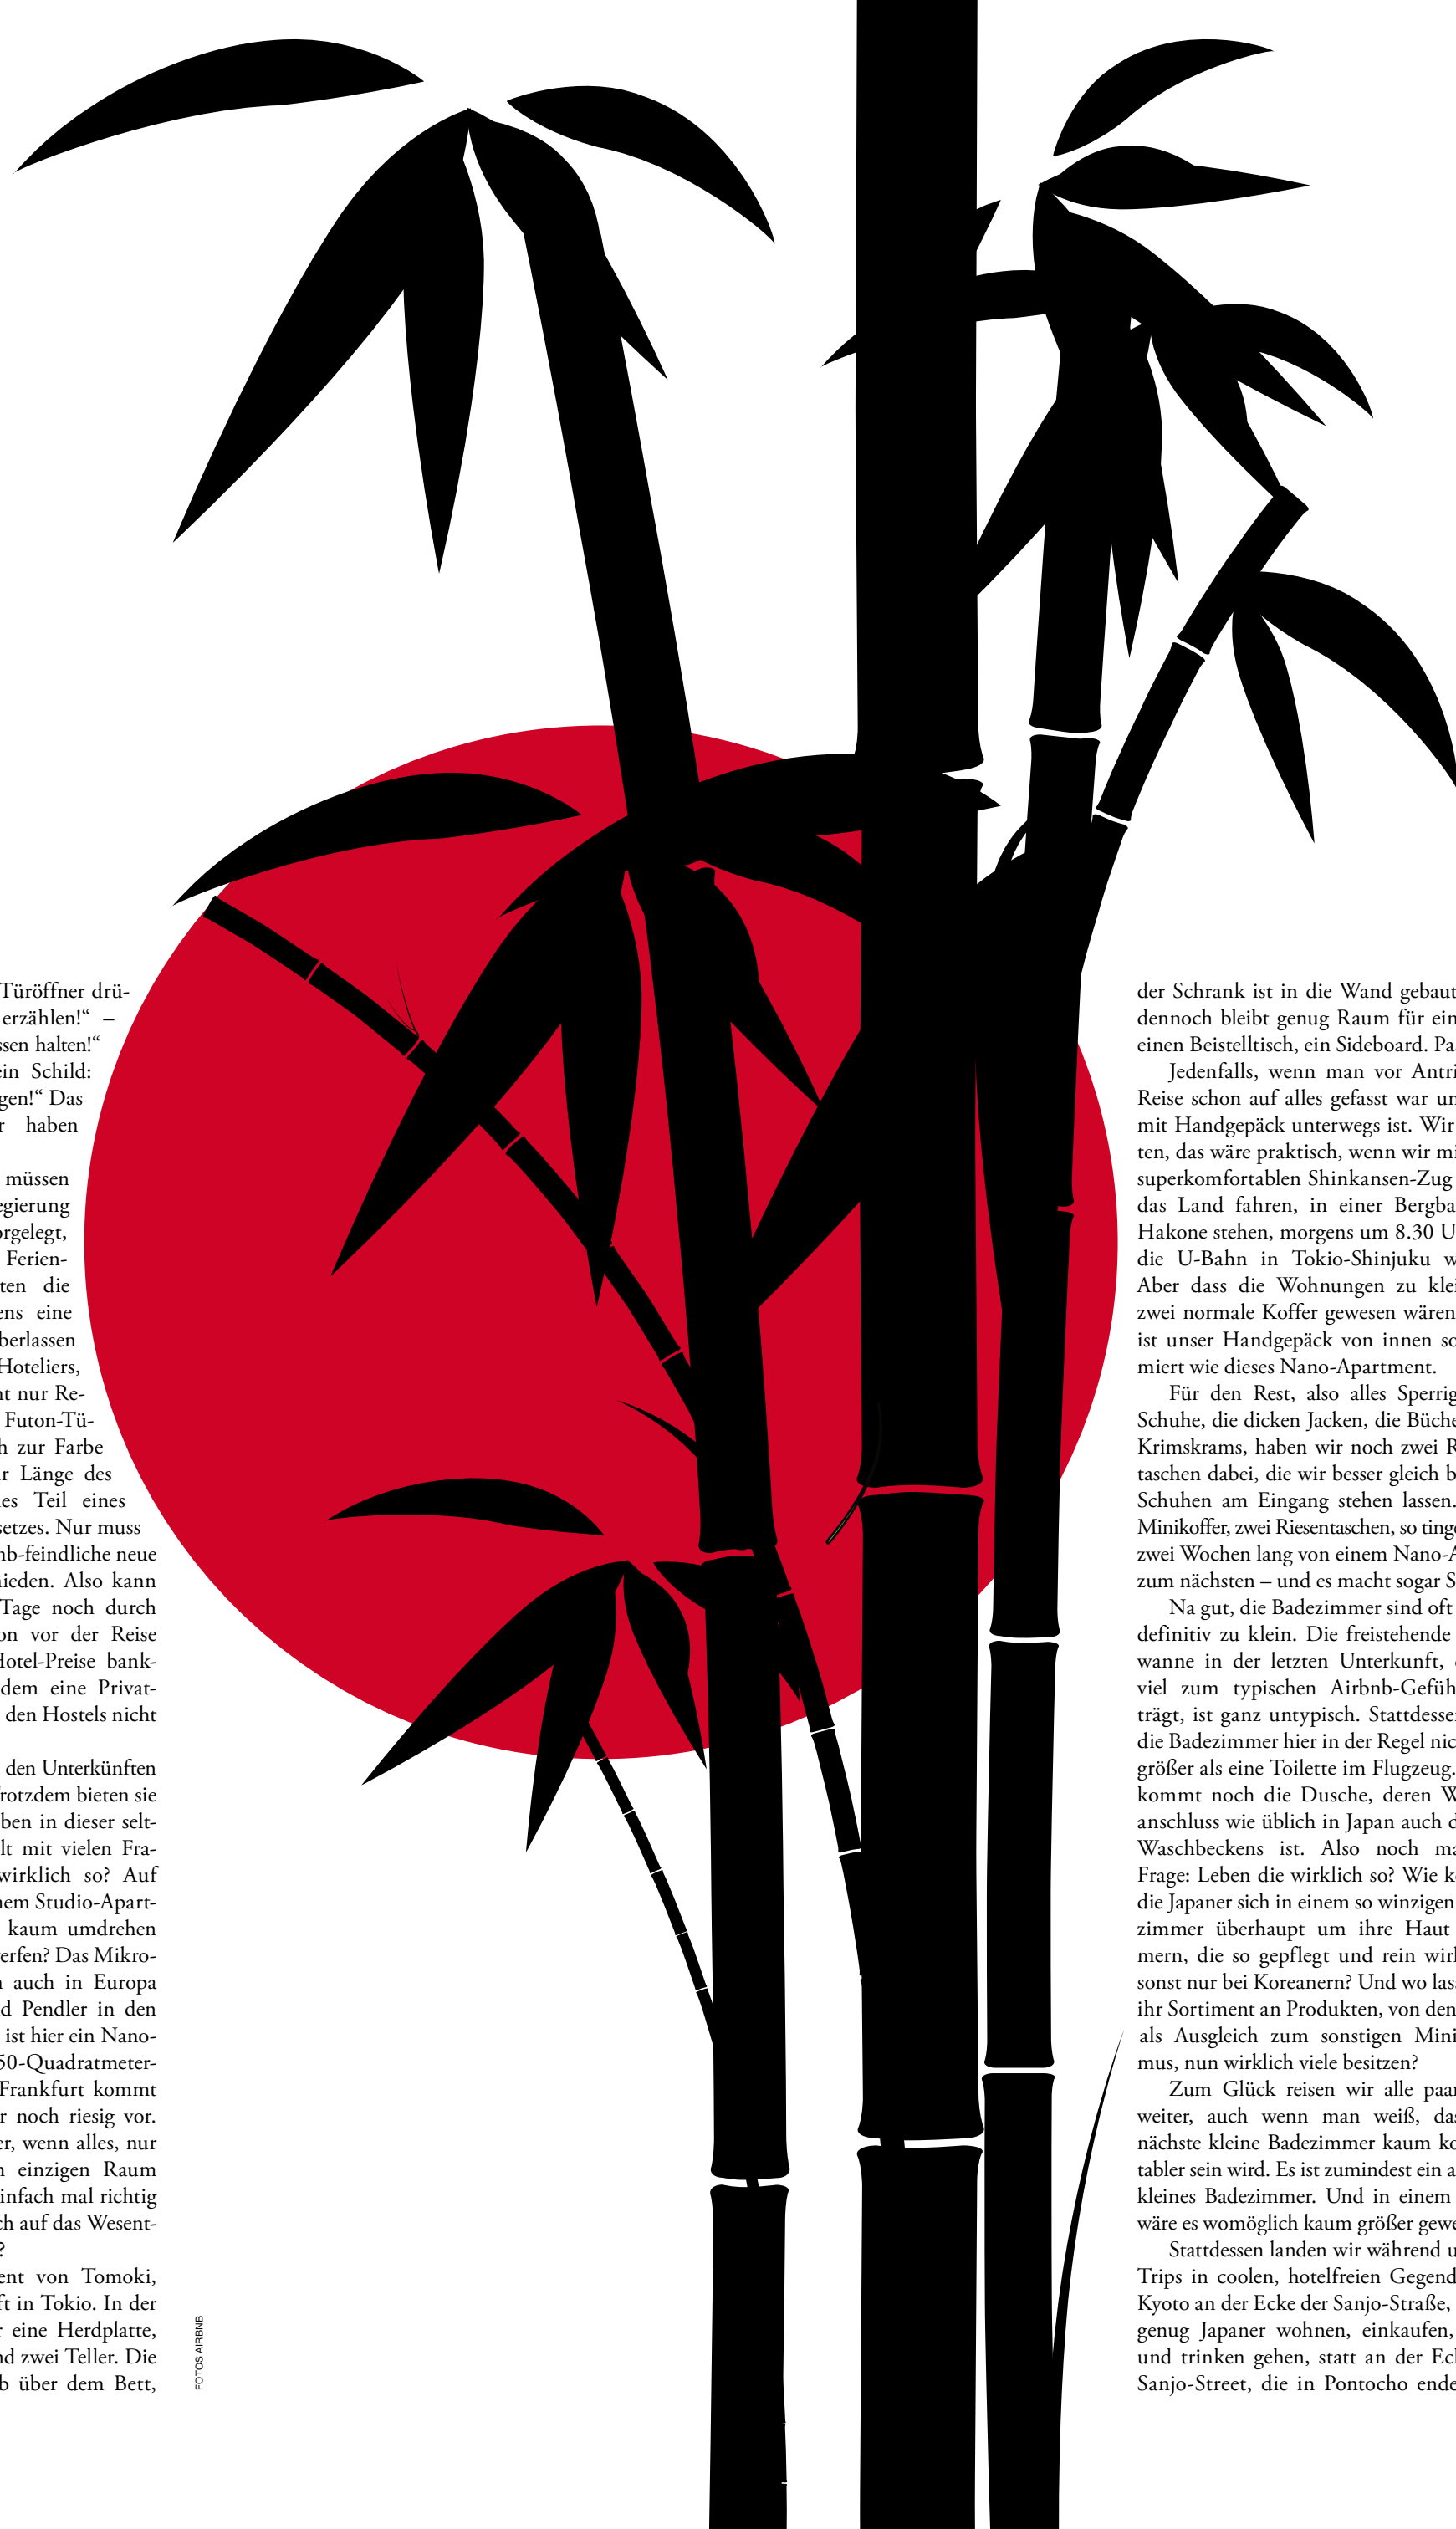 Türöffner drü-
erzählen!“ –
ssen halten!“
ein Schild:
gen!“ Das
r haben
müssen
egierung
orgelegt,
Ferien-
ten die
ens eine
berlassen
Hoteliers,
nt nur Re-
Futon-Tü-
h zur Farbe
r Länge des
es Teil eines
setzes. Nur muss
nb-feindliche neue
nieden. Also kann
Tage noch durch
on vor der Reise
Hotel-Preise bank-
dem eine Privat-
den Hostels nicht
den Unterkünften
rotzdem bieten sie
ben in dieser selt-
lt mit vielen Fra-
wirklich so? Auf
nem Studio-Apart-
kaum umdrehen
erfen? Das Mikro-
n auch in Europa
d Pendler in den
ist hier ein Nano-
50-Quadratmeter-
Frankfurt kommt
r noch riesig vor.
er, wenn alles, nur
n einzigen Raum
infach mal richtig
ch auf das Wesent-
?
ent von Tomoki,
ft in Tokio. In der
r eine Herdplatte,
nd zwei Teller. Die
b über dem Bett,
FOTOS AIRBNB
der Schrank ist in die Wand gebaut
dennoch bleibt genug Raum für ein
einen Beistelltisch, ein Sideboard. Pa
Jedenfalls, wenn man vor Antri
Reise schon auf alles gefasst war un
mit Handgepäck unterwegs ist. Wir
ten, das wäre praktisch, wenn wir mi
superkomfortablen Shinkansen-Zug
das Land fahren, in einer Bergba
Hakone stehen, morgens um 8.30 U
die U-Bahn in Tokio-Shinjuku w
Aber dass die Wohnungen zu klei
zwei normale Koffer gewesen wären
ist unser Handgepäck von innen so
miert wie dieses Nano-Apartment.
Für den Rest, also alles Sperrig
Schuhe, die dicken Jacken, die Büche
Krimskrams, haben wir noch zwei R
taschen dabei, die wir besser gleich b
Schuhen am Eingang stehen lassen.
Minikoffer, zwei Riesentaschen, so tinge
zwei Wochen lang von einem Nano-A
zum nächsten – und es macht sogar S
Na gut, die Badezimmer sind oft
definitiv zu klein. Die freistehende
wanne in der letzten Unterkunft,
viel zum typischen Airbnb-Gefüh
trägt, ist ganz untypisch. Stattdesse
die Badezimmer hier in der Regel nic
größer als eine Toilette im Flugzeug.
kommt noch die Dusche, deren W
anschluss wie üblich in Japan auch d
Waschbeckens ist. Also noch ma
Frage: Leben die wirklich so? Wie k
die Japaner sich in einem so winzigen
zimmer überhaupt um ihre Haut
mern, die so gepflegt und rein wirk
sonst nur bei Koreanern? Und wo las
ihr Sortiment an Produkten, von den
als Ausgleich zum sonstigen Mini
mus, nun wirklich viele besitzen?
Zum Glück reisen wir alle paar
weiter, auch wenn man weiß, das
nächste kleine Badezimmer kaum ko
tabler sein wird. Es ist zumindest ein a
kleines Badezimmer. Und in einem
wäre es womöglich kaum größer gewe
Stattdessen landen wir während u
Trips in coolen, hotelfreien Gegend
Kyoto an der Ecke der Sanjo-Straße,
genug Japaner wohnen, einkaufen,
und trinken gehen, statt an der Ec
Sanjo-Street, die in Pontocho ende